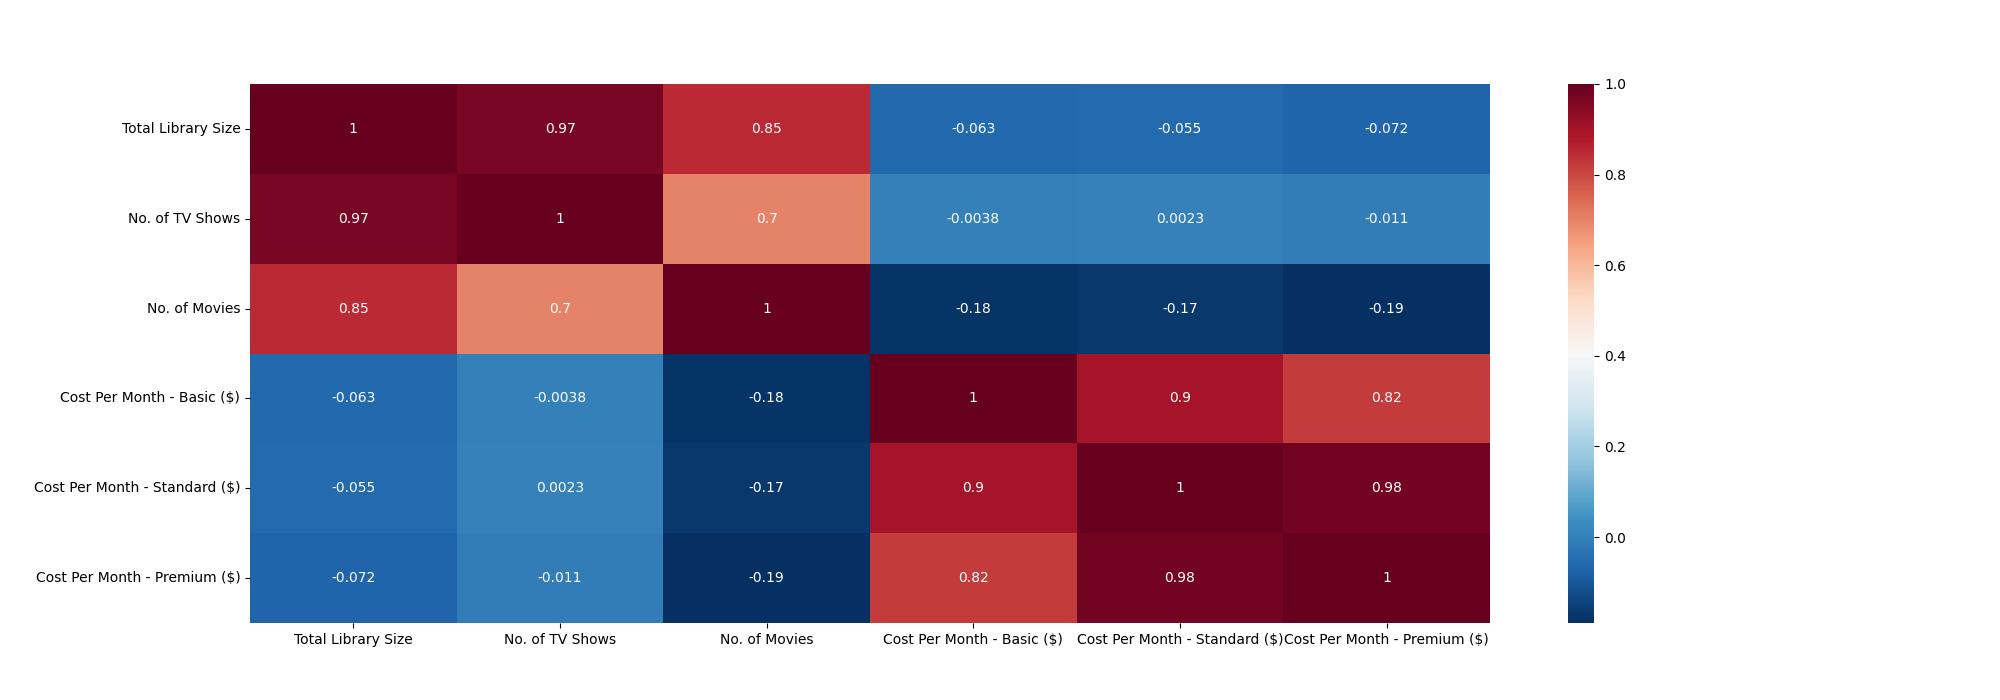 1.0
Total Library Size 1 0.97 0.85 -0.063 -0.055 -0.072
0.8
No. of TV Shows 0.97 1 0.7 -0.0038 0.0023 -0.011
0.6
No. of Movies 0.85 0.7 1 -0.18 -0.17 -0.19
0.4
Cost Per Month - Basic ($) -0.063 -0.0038 -0.18 1 0.9 0.82
0.2
Cost Per Month - Standard ($) -0.055 0.0023 -0.17 0.9 1 0.98
0.0
Cost Per Month - Premium ($) -0.072 -0.011 -0.19 0.82 0.98 1
Total Library Size No. of TV Shows No. of Movies Cost Per Month - Basic ($) Cost Per Month - Standard ($) Cost Per Month - Premium ($)